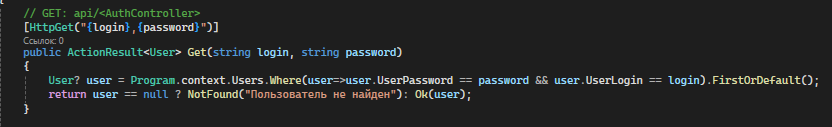 // GET: api/<AuthController>
[HttpGet("{login},{password}")]
Ссылок: 0
public ActionResult<User> Get(string login, string password)
{
User? user = Program.context.Users.Where(user=>user.UserPassword == password && user.UserLogin == login).FirstOrDefault();
return user == null ? NotFound("Пользователь не найден"): Ok(user);
}